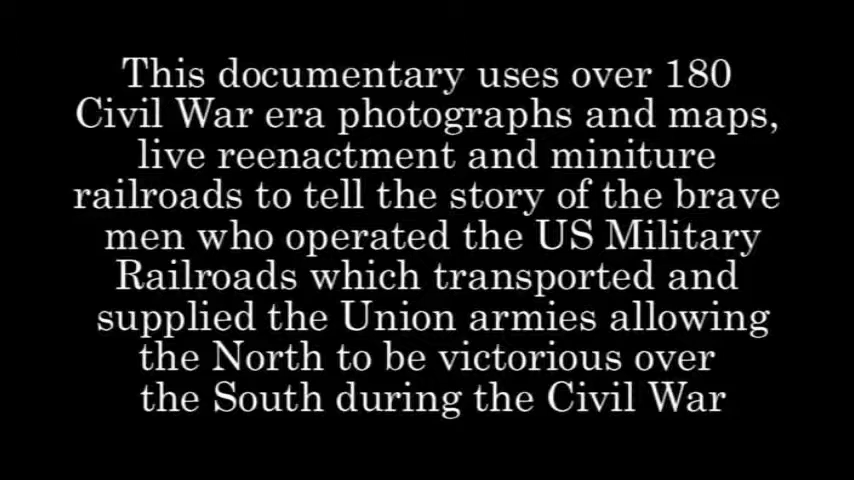 This documentary uses over 180
Civil War era photographs and maps,
live reenactment and miniture
railroads to tell the story of the brave
men who operated the US Military
Railroads which transported and
supplied the Union armies allowing
the North to be victorious over
the South during the Civil War